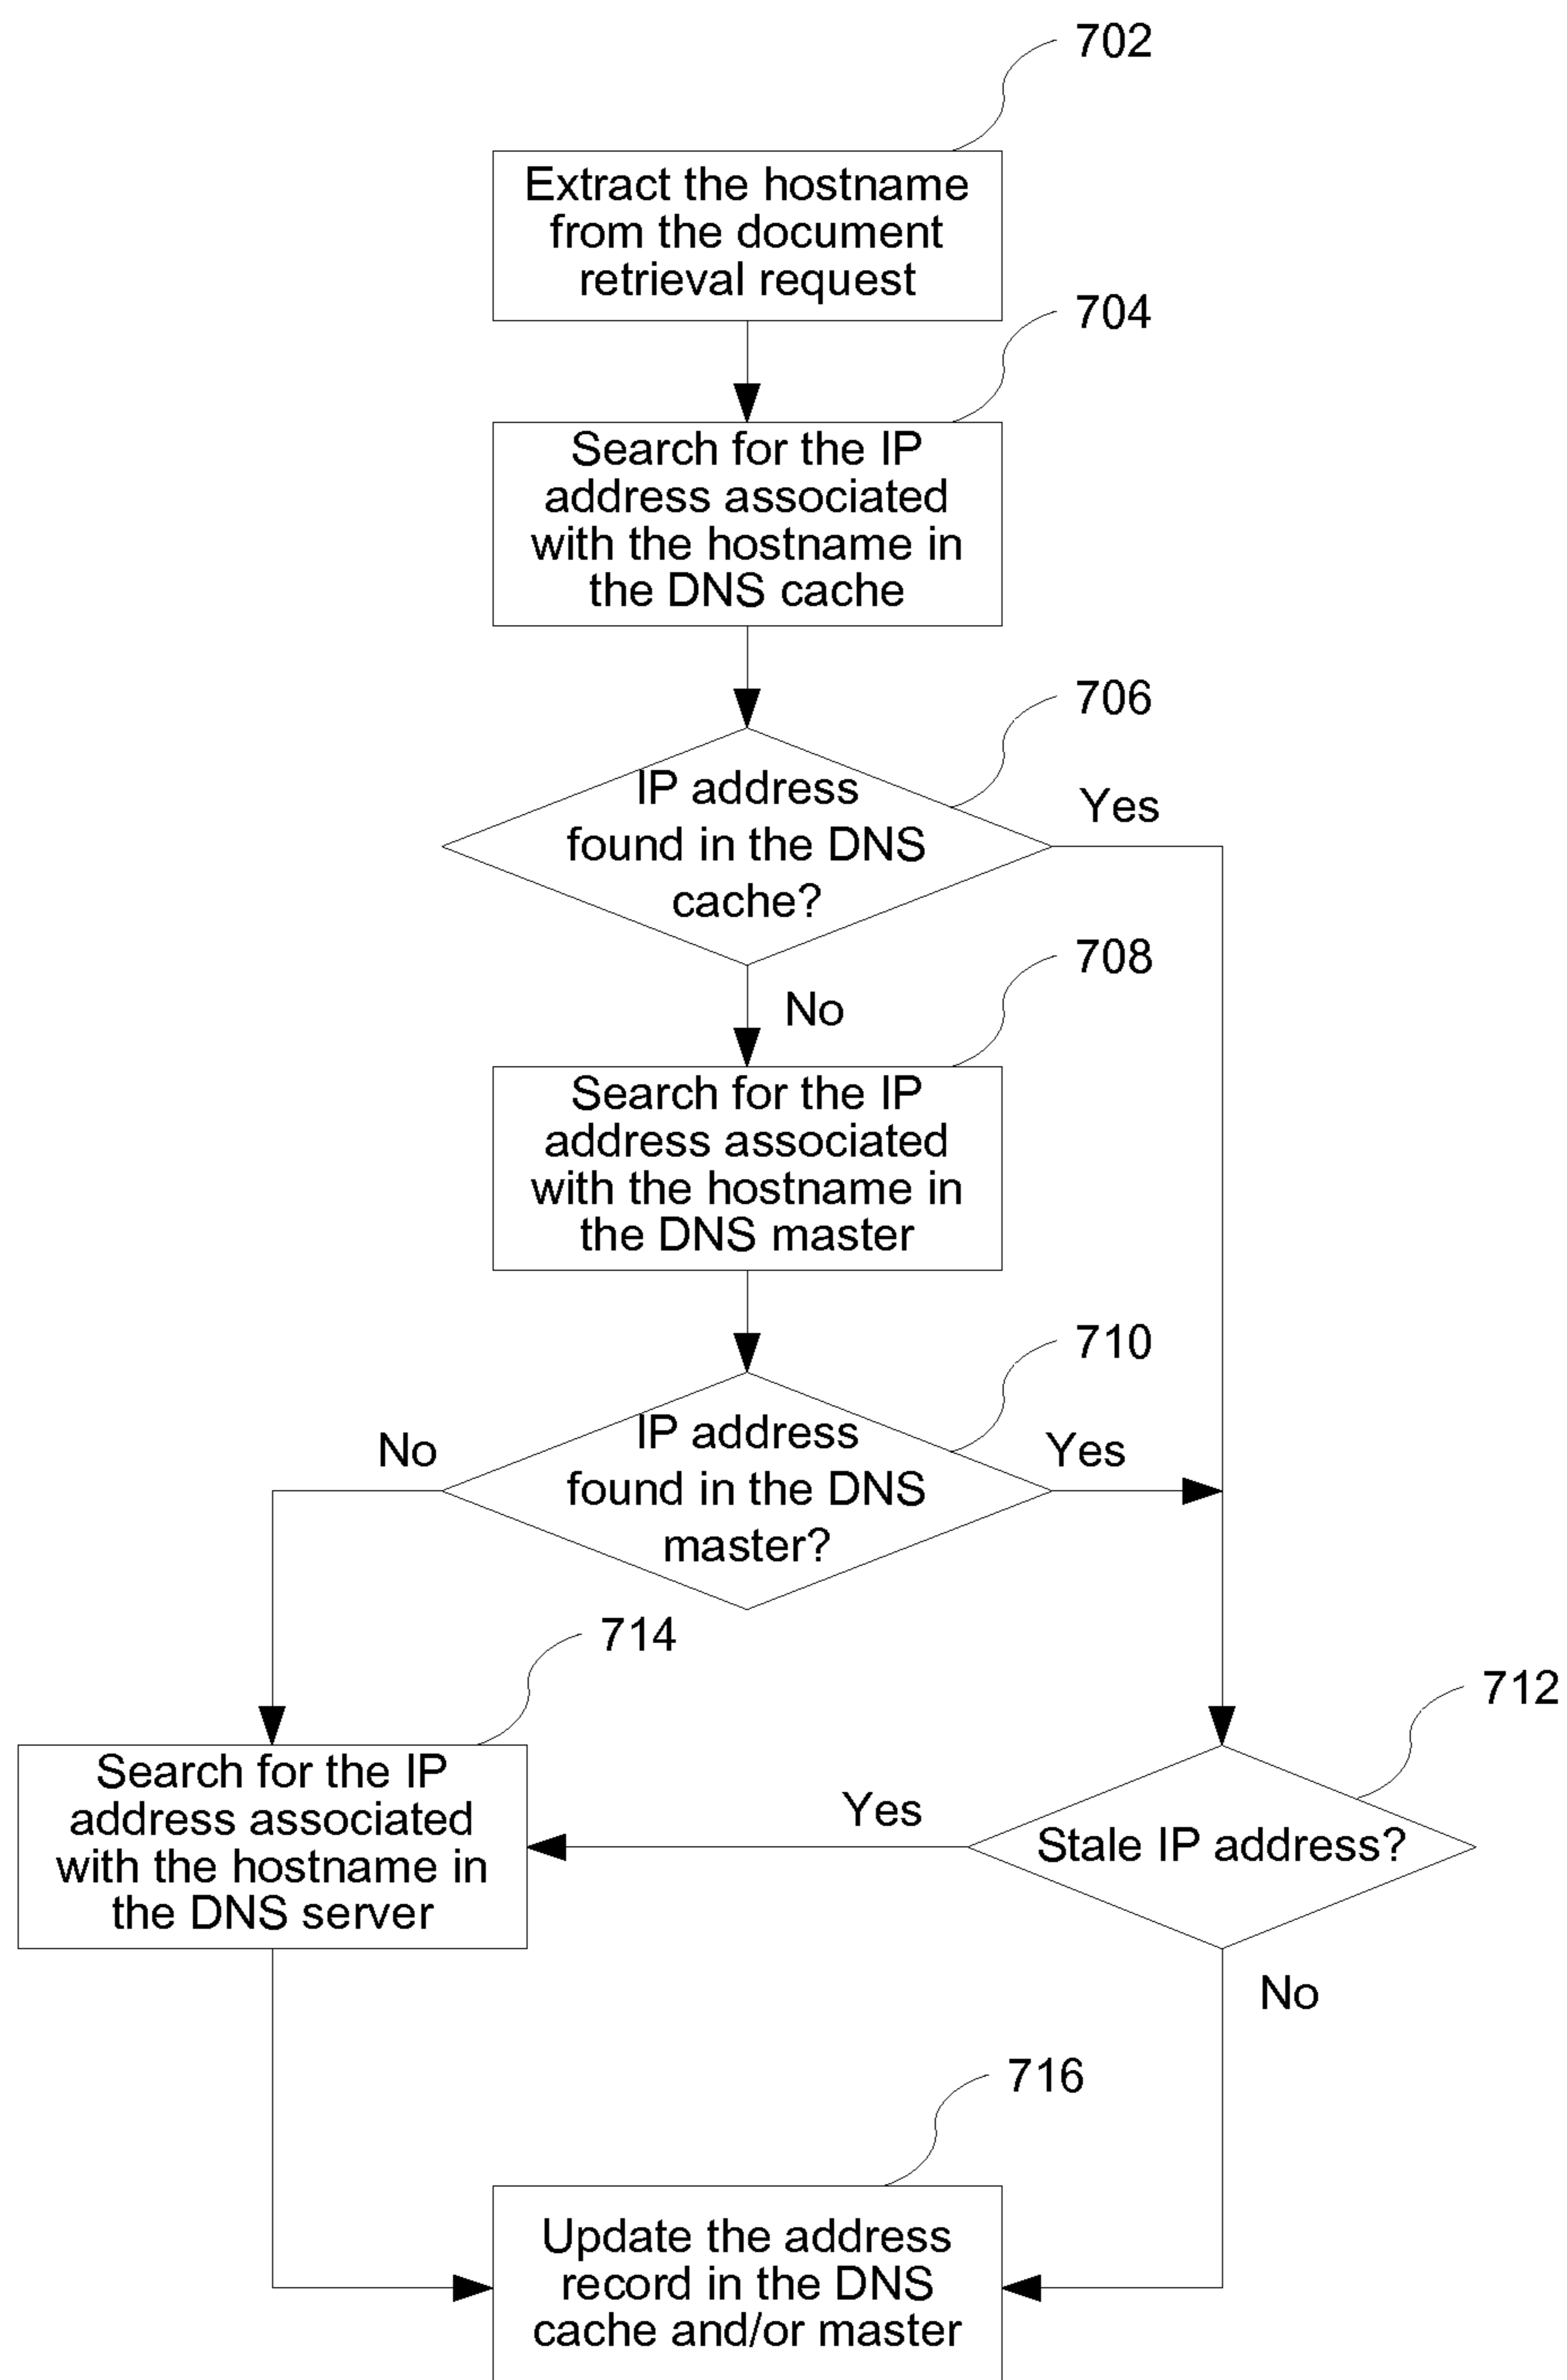 702
Extract the hostname
from the document
retrieval request
704
Search for the IP
address associated
with the hostname in
the DNS cache
706
IP address
found in the DNS
cache?
Yes
708
No
Search for the IP
address associated
with the hostname in
the DNS master
710
IP address
found in the DNS
master?
No
Yes
714
712
Search for the IP
address associated
with the hostname in
the DNS server
Yes
Stale IP address?
No
716
Update the address
record in the DNS
cache and/or master